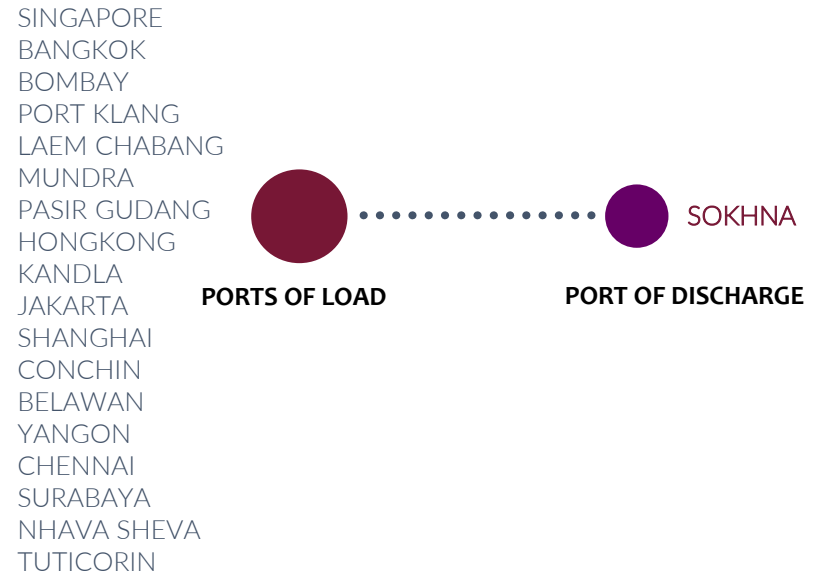 SINGAPORE
BANGKOK
BOMBAY
PORT KLANG
LAEM CHABANG
MUNDRA
PASIR GUDANG
HONGKONG
KANDLA
JAKARTA
SHANGHAI
CONCHIN
BELAWAN
YANGON
CHENNAI
SURABAYA
NHAVA SHEVA
TUTICORIN
PORTS OF LOAD
SOKHNA
PORT OF DISCHARGE